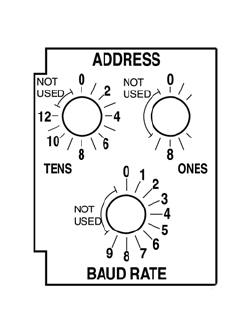 ADDRESS
NOT USED 0 2 4 6 8 10 12
NOT USED 0 8
TENS
ONES
NOT USED 0 1 2 3 4 5 6 7 8 9
BAUD RATE